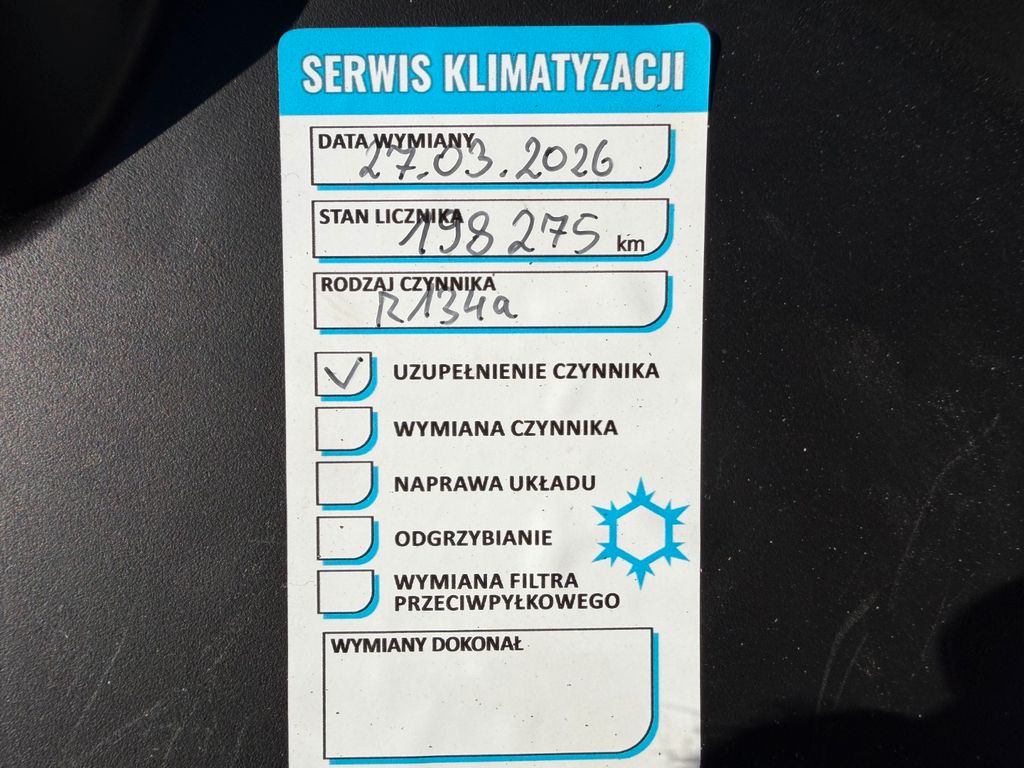 SERWIS KLIMATYZACJI
DATA WYMIANY
27.03.2026
STAN LICZNIKA
198 275 km
RODZAJ CZYNNIKA
R134a
UZUPEŁNIENIE CZYNNIKA
WYMIANA CZYNNIKA
NAPRAWA UKŁADU
ODGRZYBIANIE
WYMIANA FILTRA
PRZECIWPYŁKOWEGO
WYMIANY DOKONAŁ